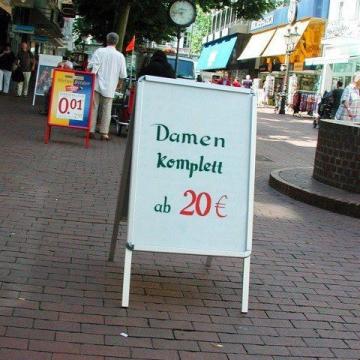 Damen
Komplett
ab 20€
0.01